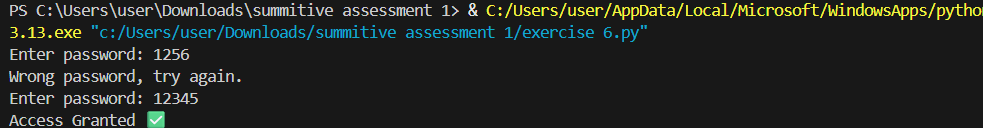 PS C:\Users\user\Downloads\summitive assessment 1> & C:/Users/user/AppData/Local/Microsoft/WindowsApps/python
3.13.exe "c:/Users/user/Downloads/summitive assessment 1/exercise 6.py"
Enter password: 1256
Wrong password, try again.
Enter password: 12345
Access Granted ✅